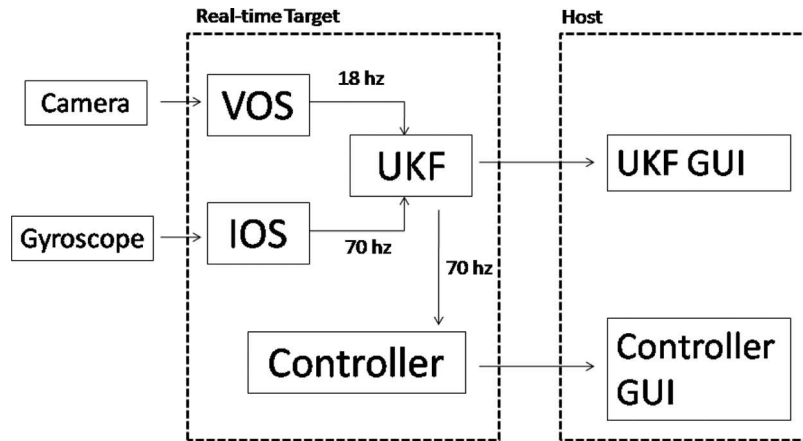 Real-time Target
Host
Camera
VOS
18 hz
UKF
UKF GUI
Gyroscope
IOS
70 hz
70 hz
Controller
Controller
GUI